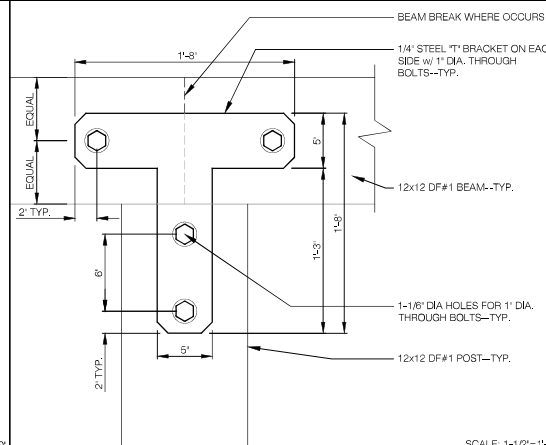 BEAM BREAK WHERE OCCURS
1'-8"
1/4" STEEL "T" BRACKET ON EAC
SIDE w/ 1" DIA. THROUGH
BOLTS--TYP.
EQUAL
EQUAL
5"
2" TYP.
12x12 DF#1 BEAM--TYP.
1'-3"
1'-8"
6"
1-1/6" DIA HOLES FOR 1" DIA.
THROUGH BOLTS—TYP.
2" TYP.
5"
12x12 DF#1 POST—TYP.
SCALE: 1-1/2"=1'-